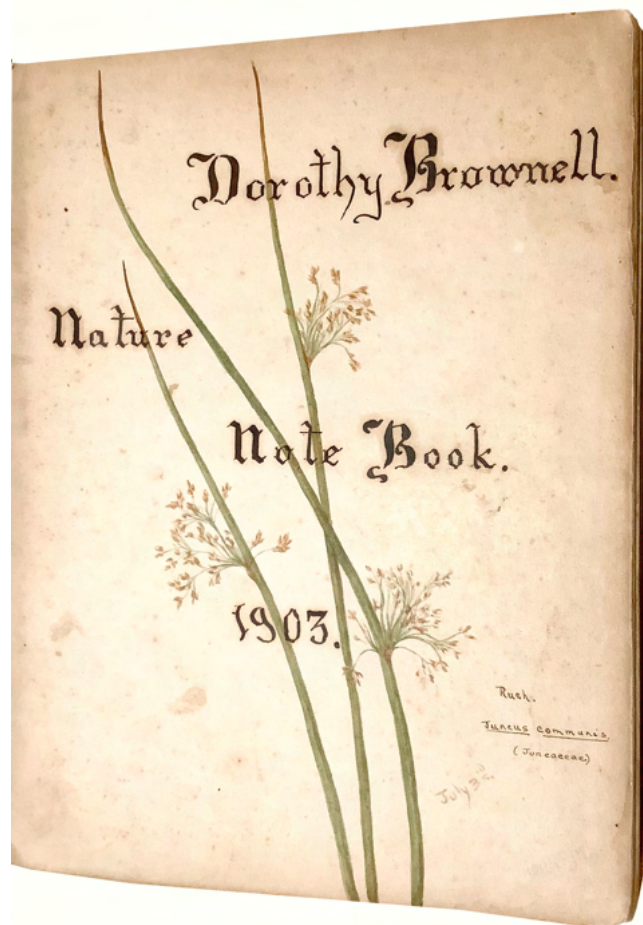 Dorothy Brownell.
Nature
Note Book.
1903.
Rush.
Juncus communis.
(Juncaceae)
July 3rd.